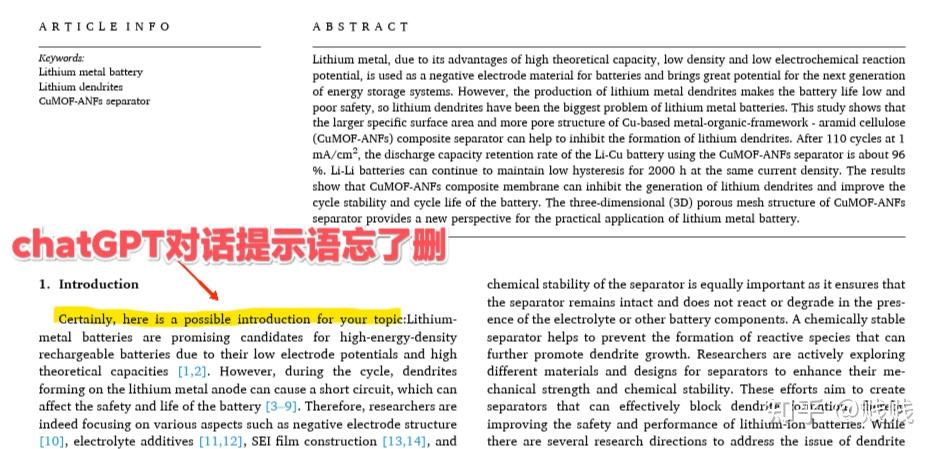 ARTICLE INFO
Keywords:
Lithium metal battery
Lithium dendrites
CuMOF-ANFs separator
ABSTRACT
Lithium metal, due to its advantages of high theoretical capacity, low density and low electrochemical reaction
potential, is used as a negative electrode material for batteries and brings great potential for the next generation
of energy storage systems. However, the production of lithium metal dendrites makes the battery life low and
poor safety, so lithium dendrites have been the biggest problem of lithium metal batteries. This study shows that
the larger specific surface area and more pore structure of Cu-based metal-organic-framework - aramid cellulose
(CuMOF-ANFs) composite separator can help to inhibit the formation of lithium dendrites. After 110 cycles at 1
mA/cm², the discharge capacity retention rate of the Li-Cu battery using the CuMOF-ANFs separator is about 96
%. Li-Li batteries can continue to maintain low hysteresis for 2000 h at the same current density. The results
show that CuMOF-ANFs composite membrane can inhibit the generation of lithium dendrites and improve the
cycle stability and cycle life of the battery. The three-dimensional (3D) porous mesh structure of CuMOF-ANFs
separator provides a new perspective for the practical application of lithium metal battery.
chatGPT对话提示语忘了删
1. Introduction
Certainly, here is a possible introduction for your topic:Lithium-
metal batteries are promising candidates for high-energy-density
rechargeable batteries due to their low electrode potentials and high
theoretical capacities [1,2]. However, during the cycle, dendrites
forming on the lithium metal anode can cause a short circuit, which can
affect the safety and life of the battery [3–9]. Therefore, researchers are
indeed focusing on various aspects such as negative electrode structure
[10], electrolyte additives [11,12], SEI film construction [13,14], and
chemical stability of the separator is equally important as it ensures that
the separator remains intact and does not react or degrade in the pres-
ence of the electrolyte or other battery components. A chemically stable
separator helps to prevent the formation of reactive species that can
further promote dendrite growth. Researchers are actively exploring
different materials and designs for separators to enhance their me-
chanical strength and chemical stability. These efforts aim to create
separators that can effectively block dendrite formation,
improving the safety and performance of lithium-ion batteries. While
there are several research directions to address the issue of dendrite
知乎